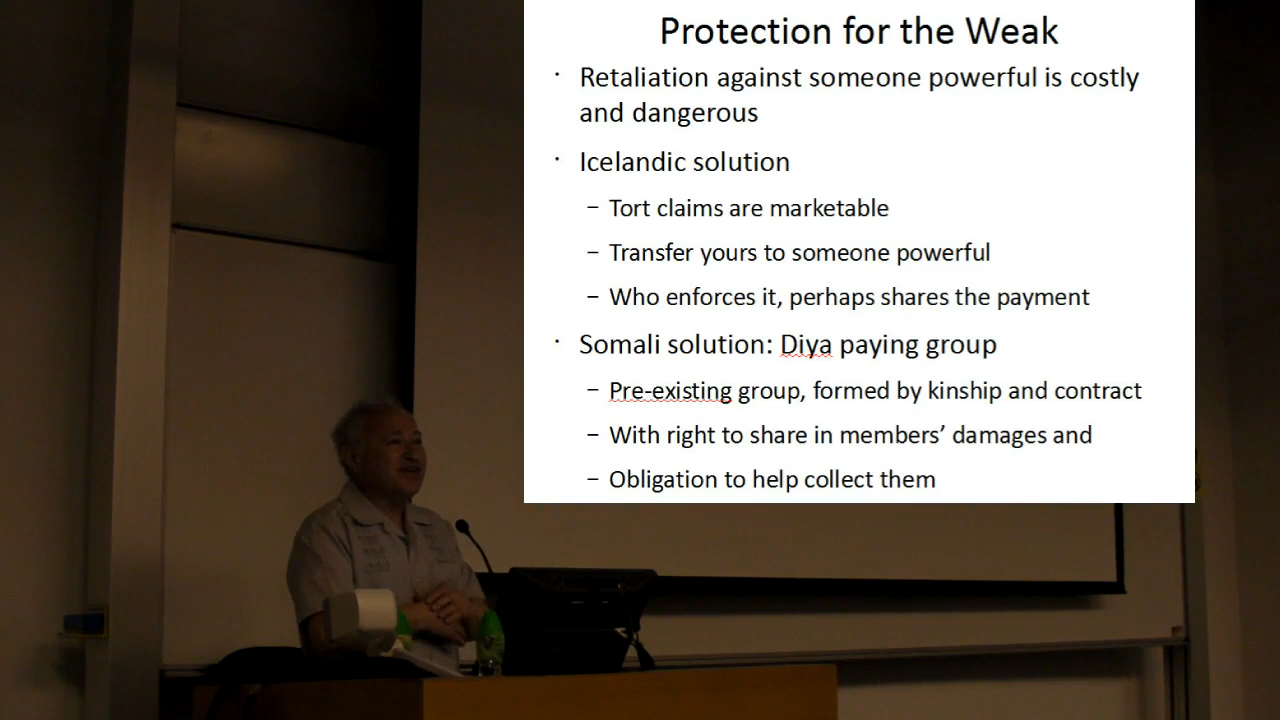 Protection for the Weak
· Retaliation against someone powerful is costly
and dangerous
· Icelandic solution
– Tort claims are marketable
– Transfer yours to someone powerful
– Who enforces it, perhaps shares the payment
· Somali solution: Diya paying group
– Pre-existing group, formed by kinship and contract
– With right to share in members’ damages and
– Obligation to help collect them